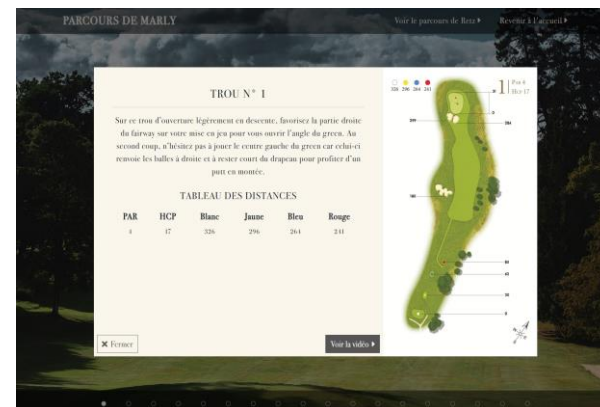 PARCOURS DE MARLY
Voir le parcours de Retz
Revenir à l'accueil
TROU N° 1
Sur ce trou d'ouverture légèrement en descente, favorisez la partie droite
du fairway sur votre mise en jeu pour vous ouvrir l'angle du green. Au
second coup, n'hésitez pas à jouer le centre gauche du green car celui-ci
renvoie les balles à droite et à rester court du drapeau pour profiter d'un
putt en montée.
TABLEAU DES DISTANCES
PAR HCP Blanc Jaune Bleu Rouge
4 17 326 296 264 241
Fermer
Voir la vidéo
326 296 264 241
1
Par 4
Hcp 17